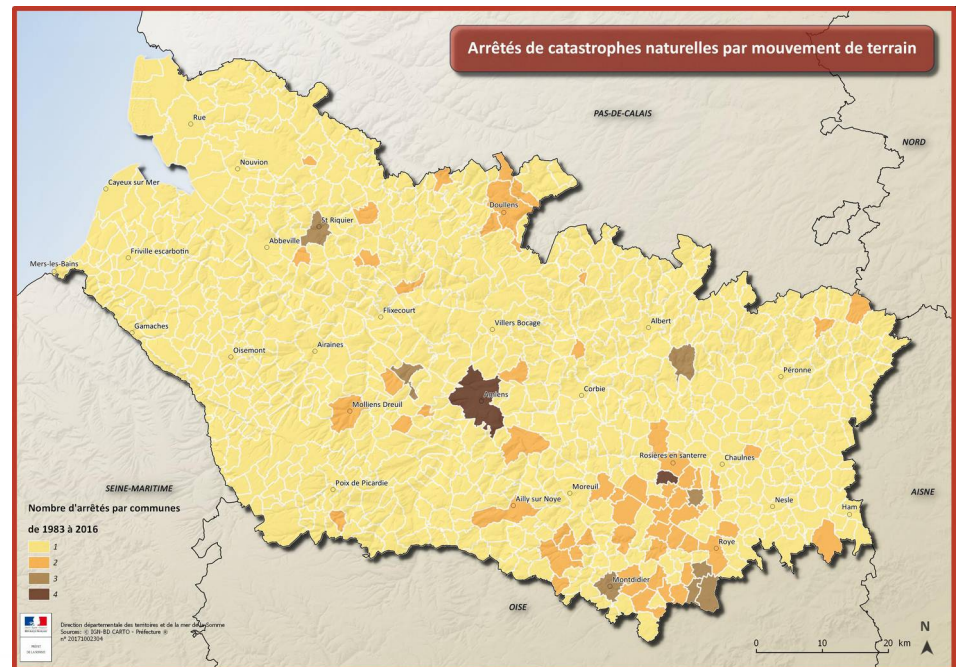 Arrêtés de catastrophes naturelles par mouvement de terrain
PAS-DE-CALAIS
NORD
Rue
Nouvion
Cayeux sur Mer
Doullens
St Riquier
Abbeville
Friville escarbotin
Mers-les-Bains
Flixecourt
Villers Bocage
Albert
Gamaches
Oisemont
Airaines
Péronne
Amiens
Corbie
Molliens Dreuil
Rosières en santerre
Chaulnes
SEINE-MARITIME
Poix de Picardie
Moreuil
Ailly sur Noye
Nesle
Ham
AISNE
Roye
Montdidier
OISE
Nombre d'arrêtés par communes
de 1983 à 2016
1
2
3
4
Direction départementale des territoires et de la mer de la Somme
Sources: © IGN-BD CARTO - Préfecture
n° 20171002304
PRÉFET
DE LA SOMME
N
0 10 20 km